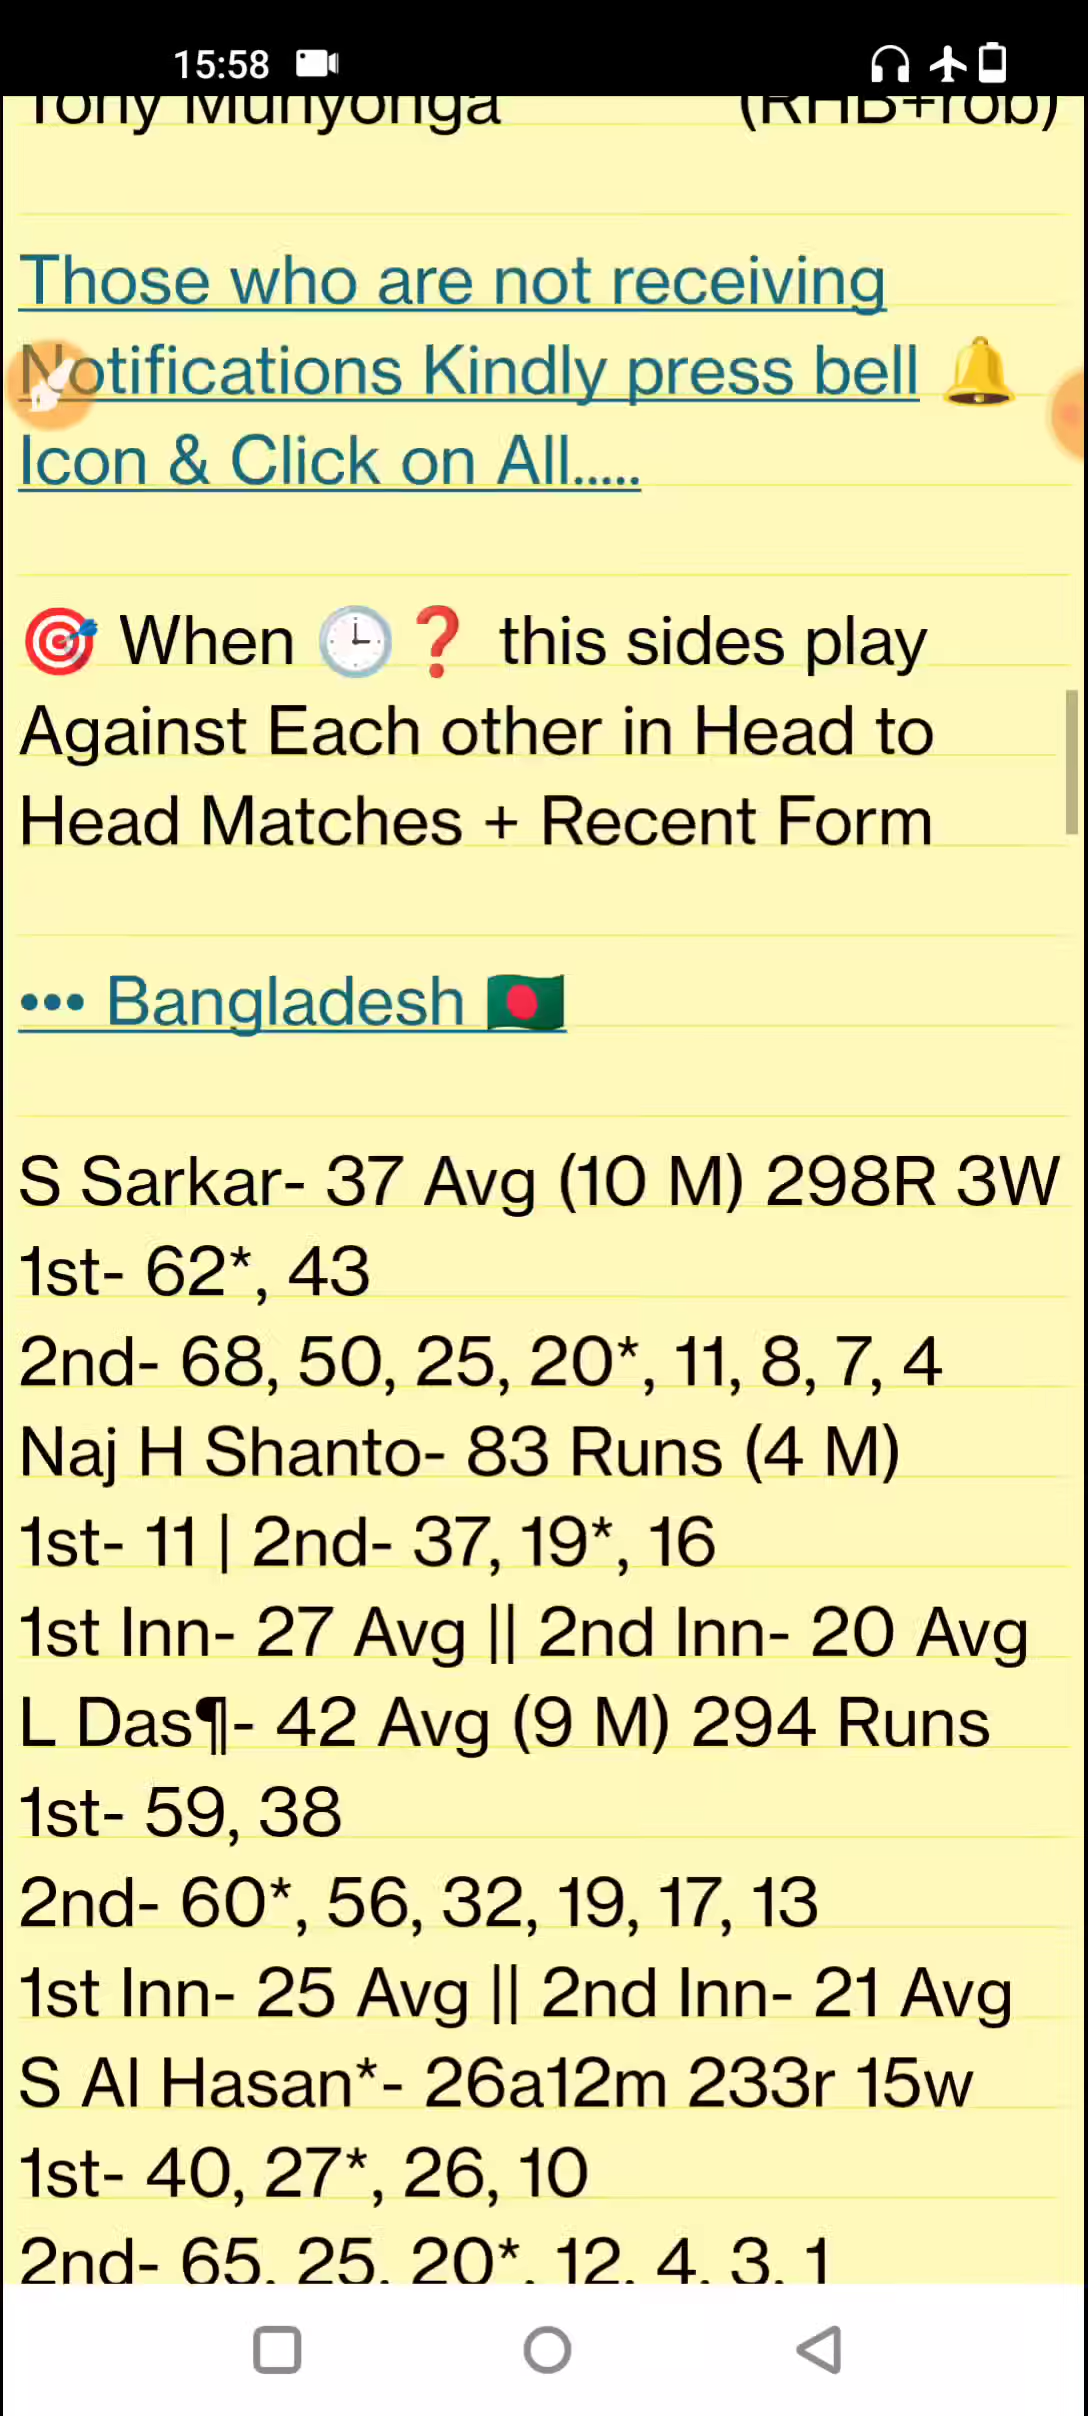 15:58
Tony Munyonga (RHB+rob)
Those who are not receiving
Notifications Kindly press bell 🔔
Icon & Click on All.....
🎯 When 🕒❓ this sides play
Against Each other in Head to
Head Matches + Recent Form
••• Bangladesh 🇧🇩
S Sarkar- 37 Avg (10 M) 298R 3W
1st- 62*, 43
2nd- 68, 50, 25, 20*, 11, 8, 7, 4
Naj H Shanto- 83 Runs (4 M)
1st- 11 | 2nd- 37, 19*, 16
1st Inn- 27 Avg || 2nd Inn- 20 Avg
L Das¶- 42 Avg (9 M) 294 Runs
1st- 59, 38
2nd- 60*, 56, 32, 19, 17, 13
1st Inn- 25 Avg || 2nd Inn- 21 Avg
S Al Hasan*- 26a12m 233r 15w
1st- 40, 27*, 26, 10
2nd- 65, 25, 20*, 12, 4, 3, 1